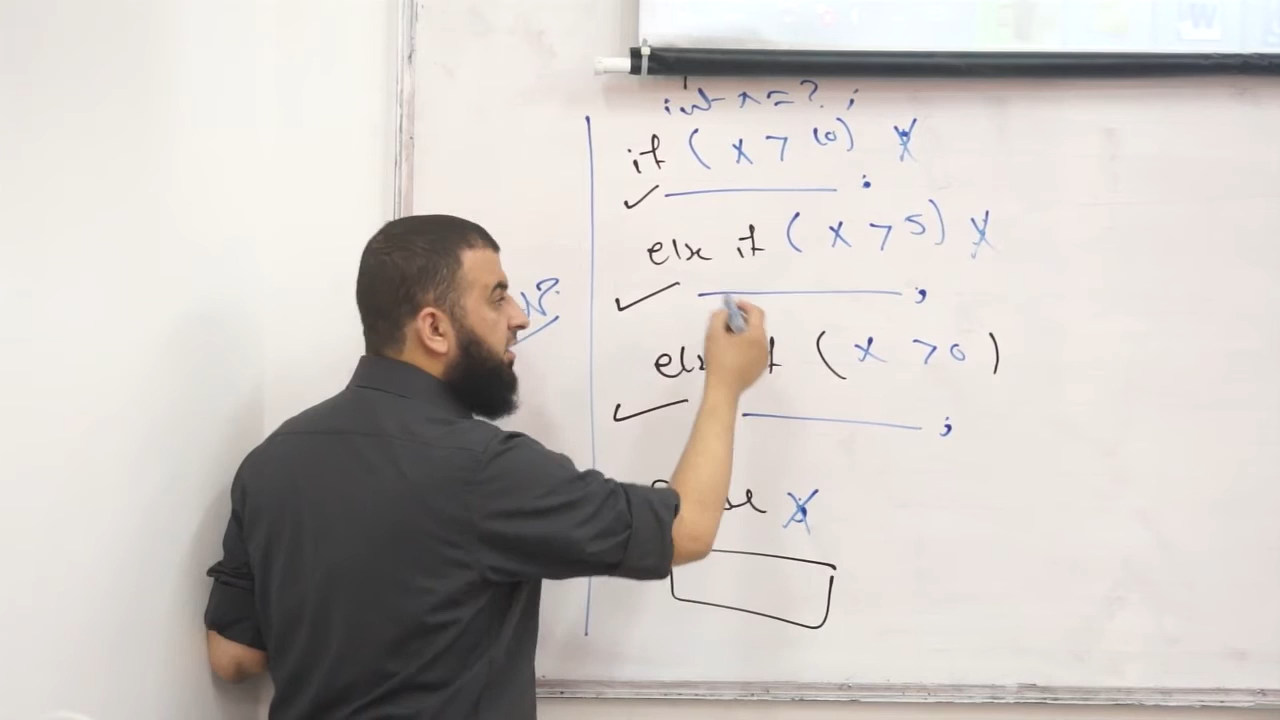 int x = ? ;
if ( x > 10)
;
else if ( x > 5)
;
else if ( x > 0 )
;
else
N?
W